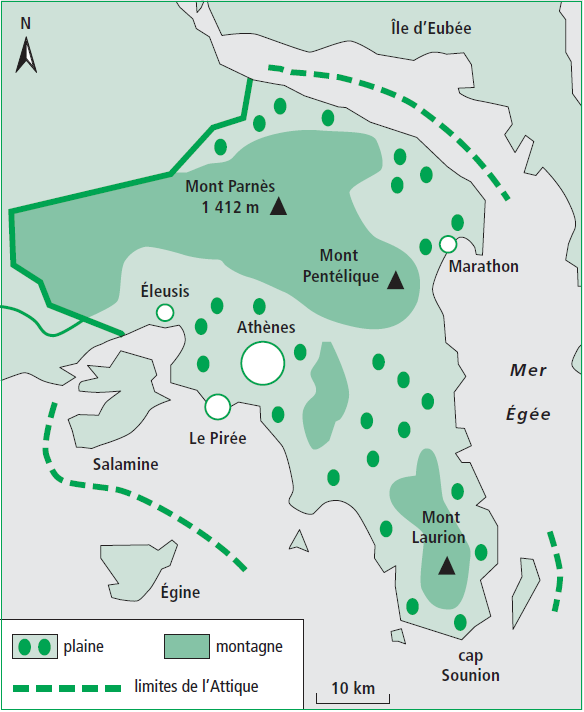 N
Île d'Eubée
Mont Parnès
1 412 m
Mont
Pentélique
Marathon
Éleusis
Athènes
Mer
Égée
Le Pirée
Salamine
Mont
Laurion
Égine
cap
Sounion
plaine
montagne
limites de l'Attique
10 km